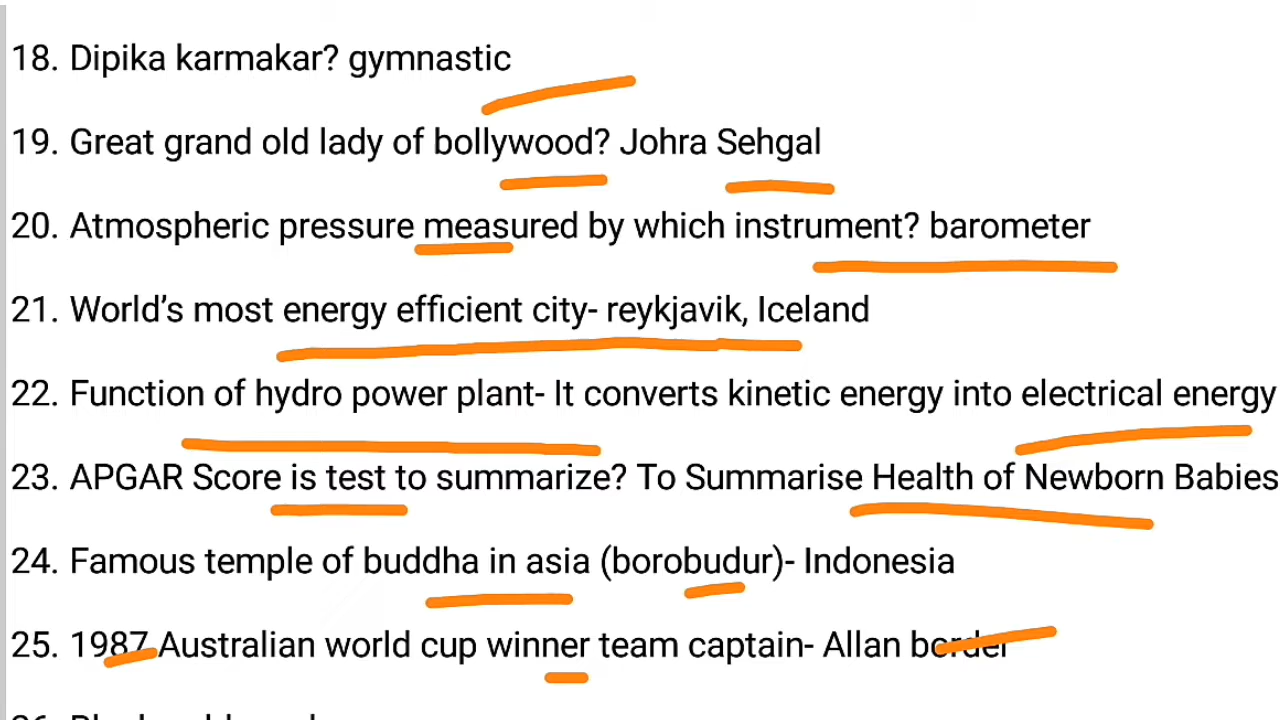 18. Dipika karmakar? gymnastic
19. Great grand old lady of bollywood? Johra Sehgal
20. Atmospheric pressure measured by which instrument? barometer
21. World's most energy efficient city- reykjavik, Iceland
22. Function of hydro power plant- It converts kinetic energy into electrical energy
23. APGAR Score is test to summarize? To Summarise Health of Newborn Babies
24. Famous temple of buddha in asia (borobudur)- Indonesia
25. 1987 Australian world cup winner team captain- Allan border